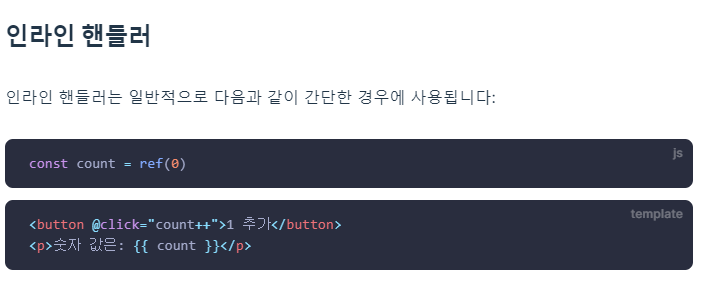 인라인 핸들러
인라인 핸들러는 일반적으로 다음과 같이 간단한 경우에 사용됩니다:
js
const count = ref(0)
template
<button @click="count++">1 추가</button>
<p>숫자 값은: {{ count }}</p>